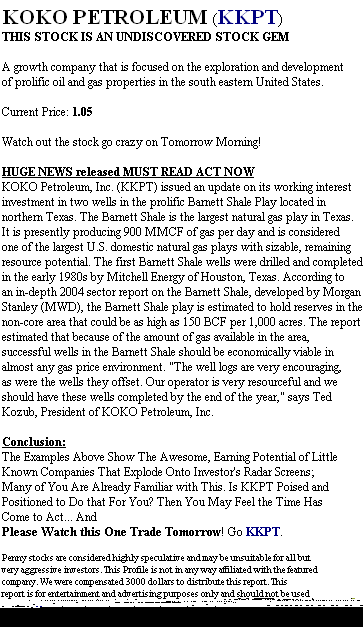 KOKO PETROLEUM (KKPT)
THIS STOCK IS AN UNDISCOVERED STOCK GEM
A growth company that is focused on the exploration and development
of prolific oil and gas properties in the south eastern United States.
Current Price: 1.05
Watch out the stock go crazy on Tomorrow Morning!
HUGE NEWS released MUST READ ACT NOW
KOKO Petroleum, Inc. (KKPT) issued an update on its working interest
investment in two wells in the prolific Barnett Shale Play located in
northern Texas. The Barnett Shale is the largest natural gas play in Texas.
It is presently producing 900 MMCF of gas per day and is considered
one of the largest U.S. domestic natural gas plays with sizable, remaining
resource potential. The first Barnett Shale wells were drilled and completed
in the early 1980s by Mitchell Energy of Houston, Texas. According to
an in-depth 2004 sector report on the Barnett Shale, developed by Morgan
Stanley (MWD), the Barnett Shale play is estimated to hold reserves in the
non-core area that could be as high as 150 BCF per 1,000 acres. The report
estimated that because of the amount of gas available in the area,
successful wells in the Barnett Shale should be economically viable in
almost any gas price environment. "The well logs are very encouraging,
as were the wells they offset. Our operator is very resourceful and we
should have these wells completed by the end of the year," says Ted
Kozub, President of KOKO Petroleum, Inc.
Conclusion:
The Examples Above Show The Awesome, Earning Potential of Little
Known Companies That Explode Onto Investor's Radar Screens;
Many of You Are Already Familiar with This. Is KKPT Poised and
Positioned to Do that For You? Then You May Feel the Time Has
Come to Act... And
Please Watch this One Trade Tomorrow! Go KKPT.
Penny stocks are considered highly speculative and may be unsuitable for all but
very aggressive investors. This Profile is not in any way affiliated with the featured
company. We were compensated 3000 dollars to distribute this report. This
report is for entertainment and advertising purposes only and should not be used